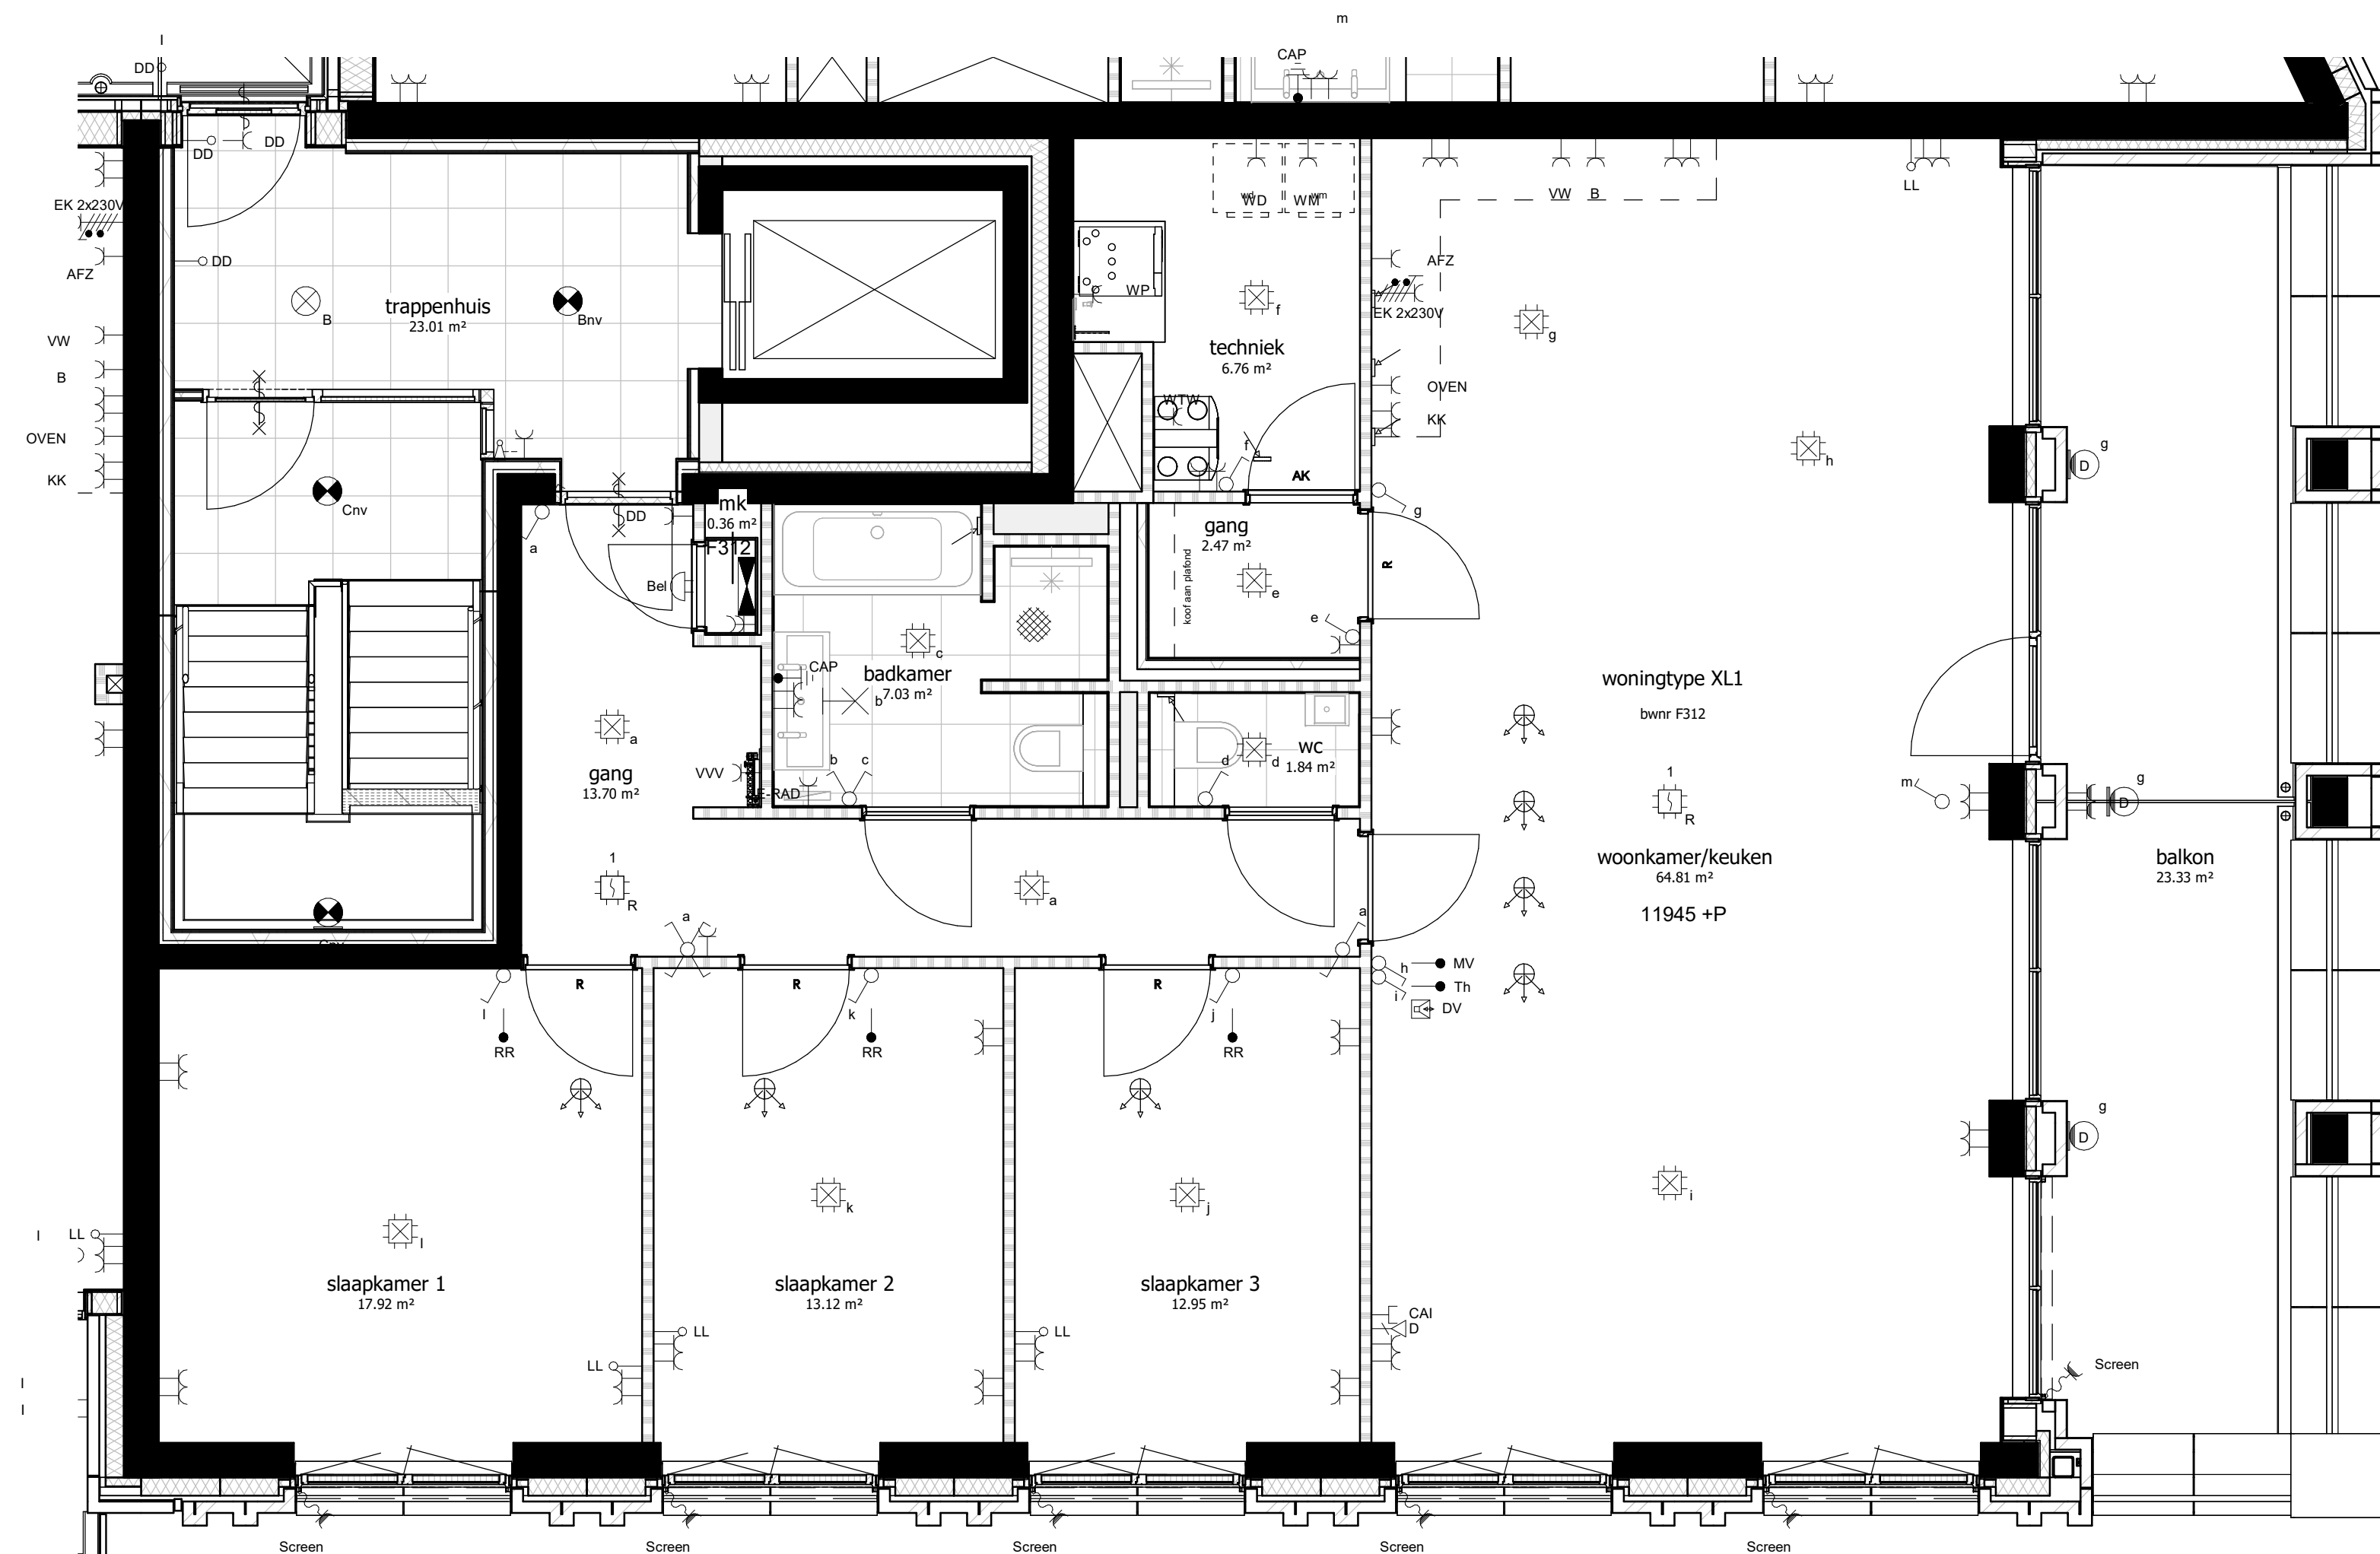 m
l
CAP
DD
DD
DD
DD
EK 2x230V
AFZ
VW
B
OVEN
KK
trappenhuis
23.01 m²
B
Bnv
Cnv
a
DD
mk
0.36 m²
F312
Bel
wd
WD
wm
WM
WP
f
techniek
6.76 m²
WTW
f
AK
VW
B
LL
AFZ
EK 2x230V
OVEN
KK
g
h
g
gang
2.47 m²
koof aan plafond
e
e
R
g
D
badkamer
7.03 m²
c
CAP
b
b
c
E-RAD
VVV
a
gang
13.70 m²
wc
1.84 m²
d
d
woningtype XL1
bwnr F312
1
R
woonkamer/keuken
64.81 m²
11945 +P
m
g
D
balkon
23.33 m²
1
R
a
a
a
Cnv
R
R
R
l
RR
k
RR
j
RR
h
i
MV
Th
DV
g
D
l
k
j
i
slaapkamer 1
17.92 m²
slaapkamer 2
13.12 m²
slaapkamer 3
12.95 m²
l
LL
LL
LL
LL
CAI
D
l
l
Screen
Screen
Screen
Screen
Screen
Screen